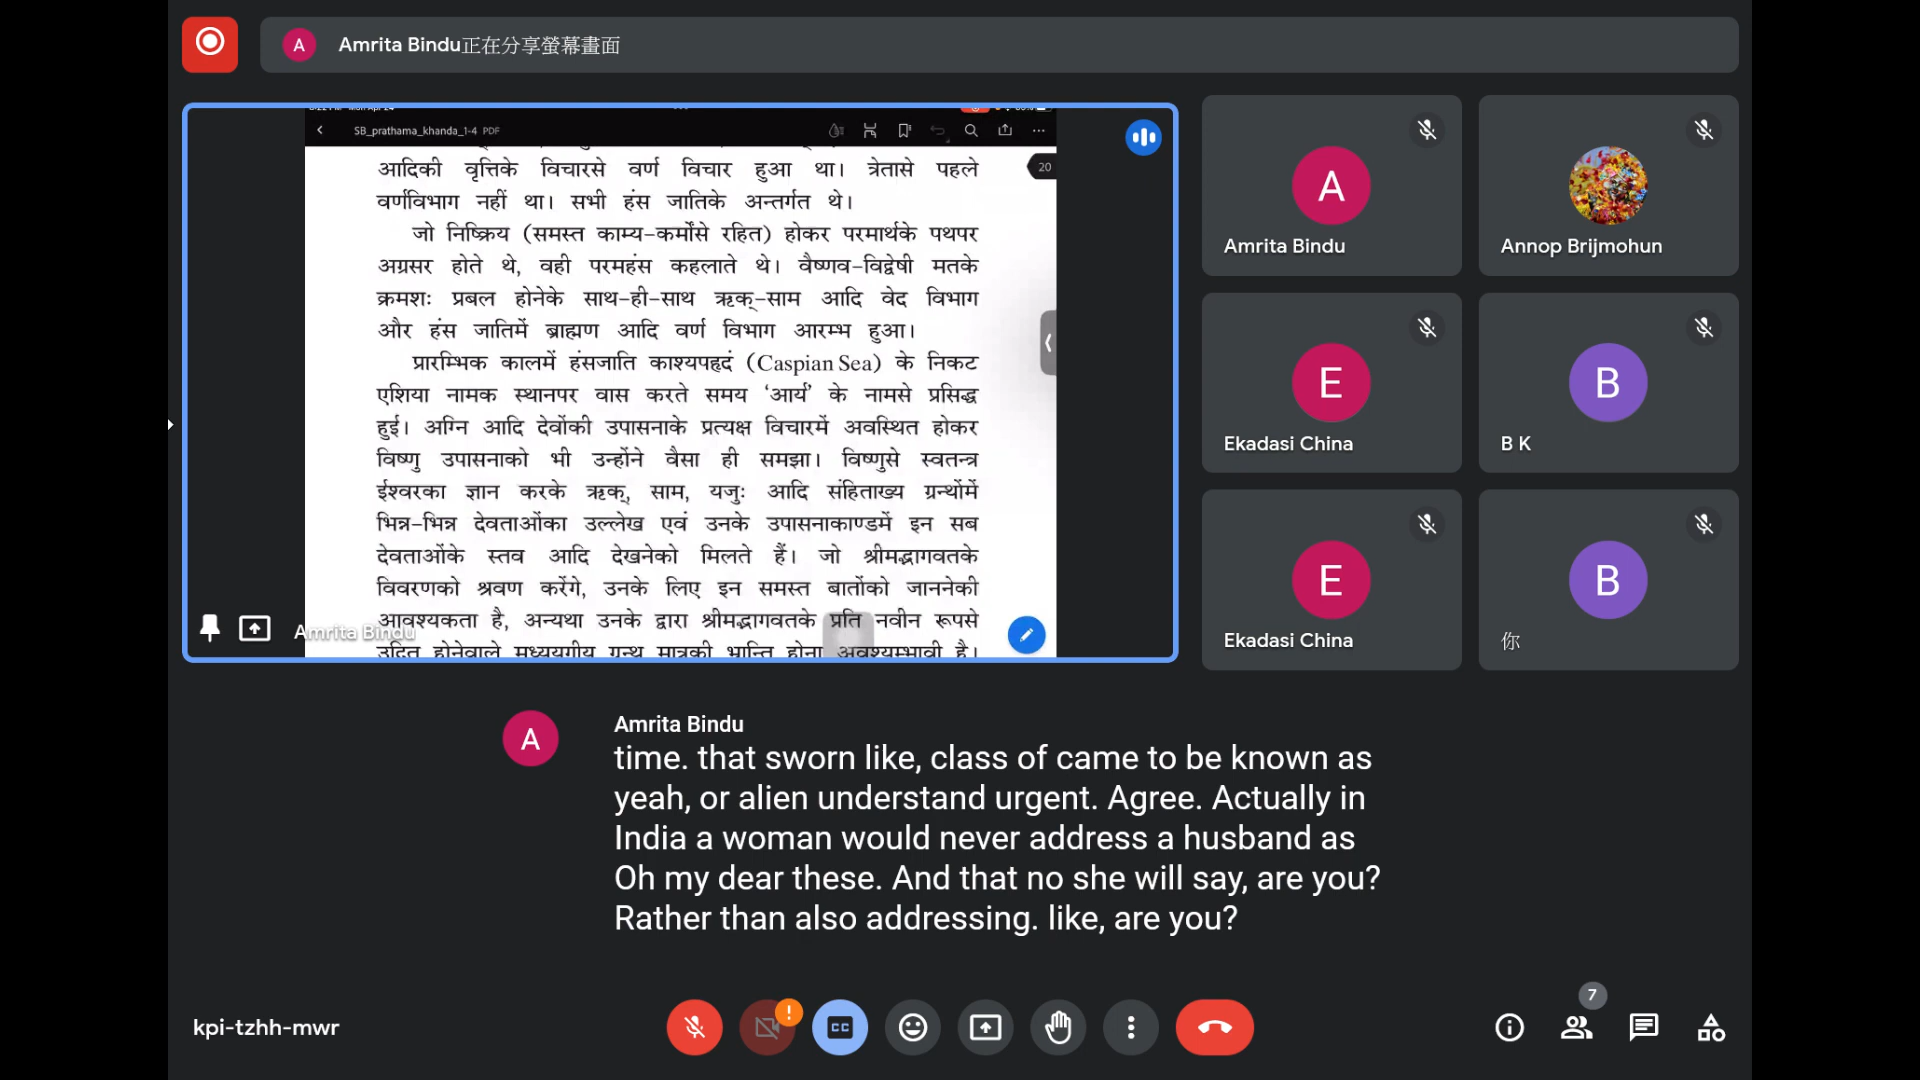 Amrita Bindu正在分享螢幕畫面
SB_prathama_khanda_1-4 PDF
20
आदिकी वृत्तिके विचारसे वर्ण विचार हुआ था। त्रेतासे पहले
वर्णविभाग नहीं था। सभी हंस जातिके अन्तर्गत थे।
जो निष्क्रिय (समस्त काम्य-कर्मोंसे रहित) होकर परमार्थके पथपर
अग्रसर होते थे, वही परमहंस कहलाते थे। वैष्णव-विद्वेषी मतके
क्रमशः प्रबल होनेके साथ-ही-साथ ऋक्-साम आदि वेद विभाग
और हंस जातिमें ब्राह्मण आदि वर्ण विभाग आरम्भ हुआ।
प्रारम्भिक कालमें हंसजाति काश्यपहृदं (Caspian Sea) के निकट
एशिया नामक स्थानपर वास करते समय ‘आर्य’ के नामसे प्रसिद्ध
हुई। अग्नि आदि देवोंकी उपासनाके प्रत्यक्ष विचारमें अवस्थित होकर
विष्णु उपासनाको भी उन्होंने वैसा ही समझा। विष्णुसे स्वतन्त्र
ईश्वरका ज्ञान करके ऋक्, साम, यजुः आदि संहिताख्य ग्रन्थोंमें
भिन्न-भिन्न देवताओंका उल्लेख एवं उनके उपासनाकाण्डमें इन सब
देवताओंके स्तव आदि देखनेको मिलते हैं। जो श्रीमद्भागवतके
विवरणको श्रवण करेंगे, उनके लिए इन समस्त बातोंको जाननेकी
आवश्यकता है, अन्यथा उनके द्वारा श्रीमद्भागवतके प्रति नवीन रूपसे
उदित होनेवाले मध्ययुगीय ग्रन्थ मात्रकी भान्ति होना अवश्यम्भावी है।
Amrita Bindu
A
Amrita Bindu
Annop Brijmohun
E
Ekadasi China
B
B K
E
Ekadasi China
B
你
A
Amrita Bindu
time. that sworn like, class of came to be known as
yeah, or alien understand urgent. Agree. Actually in
India a woman would never address a husband as
Oh my dear these. And that no she will say, are you?
Rather than also addressing. like, are you?
kpi-tzhh-mwr
CC
7